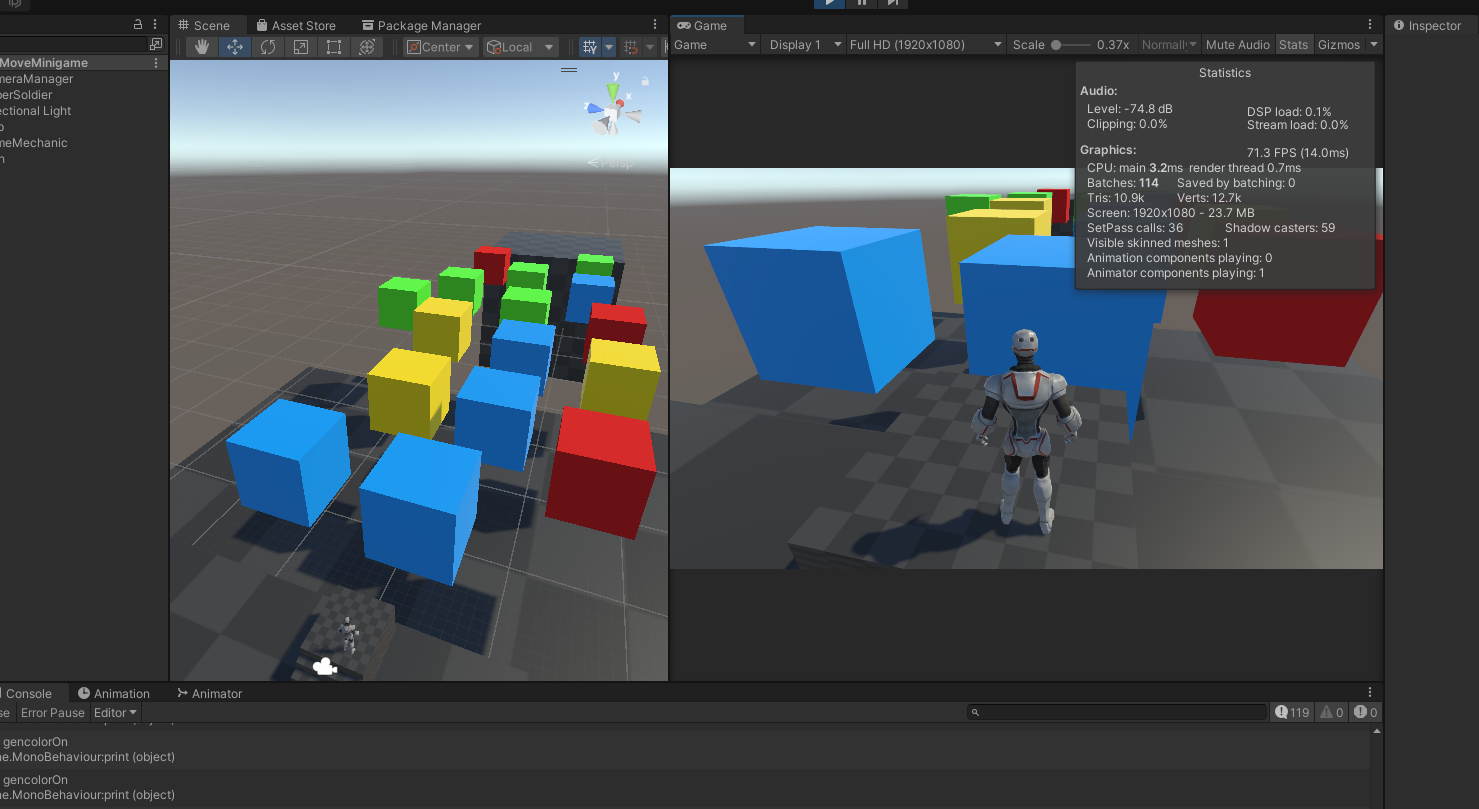 Scene Asset Store Package Manager
Center Local
MoveMinigame
meraManager
perSoldier
ectional Light
o
meMechanic
n
y
x
z
Persp
Game
Game Display 1 Full HD (1920x1080) Scale 0.37x Normally Mute Audio Stats Gizmos
Statistics
Audio:
Level: -74.8 dB DSP load: 0.1%
Clipping: 0.0% Stream load: 0.0%
Graphics: 71.3 FPS (14.0ms)
CPU: main 3.2ms render thread 0.7ms
Batches: 114 Saved by batching: 0
Tris: 10.9k Verts: 12.7k
Screen: 1920x1080 - 23.7 MB
SetPass calls: 36 Shadow casters: 59
Visible skinned meshes: 1
Animation components playing: 0
Animator components playing: 1
Inspector
Console Animation Animator
se Error Pause Editor 119 0 0
gencolorOn
ne.MonoBehaviour:print (object)
gencolorOn
ne.MonoBehaviour:print (object)